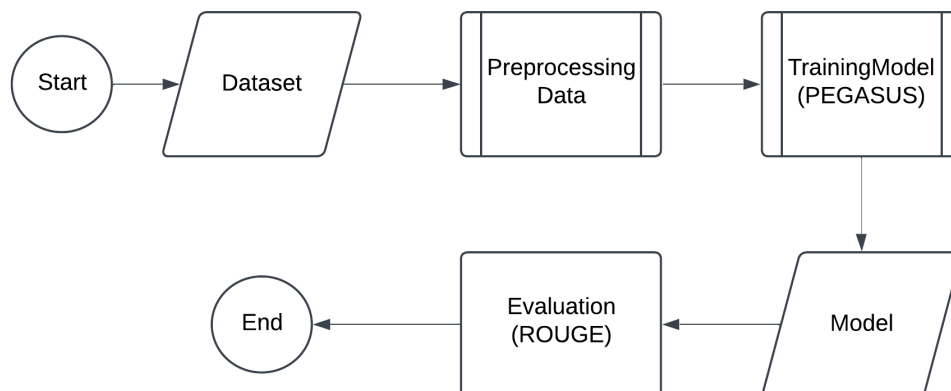 Start
Dataset
Preprocessing
Data
TrainingModel
(PEGASUS)
End
Evaluation
(ROUGE)
Model